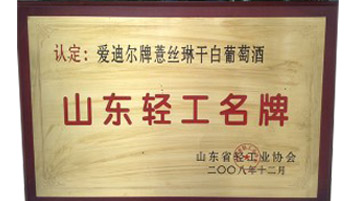 认定：爱迪尔牌薏丝琳干白葡萄酒
山东轻工名牌
山东省轻工业协会
二〇〇八年十二月